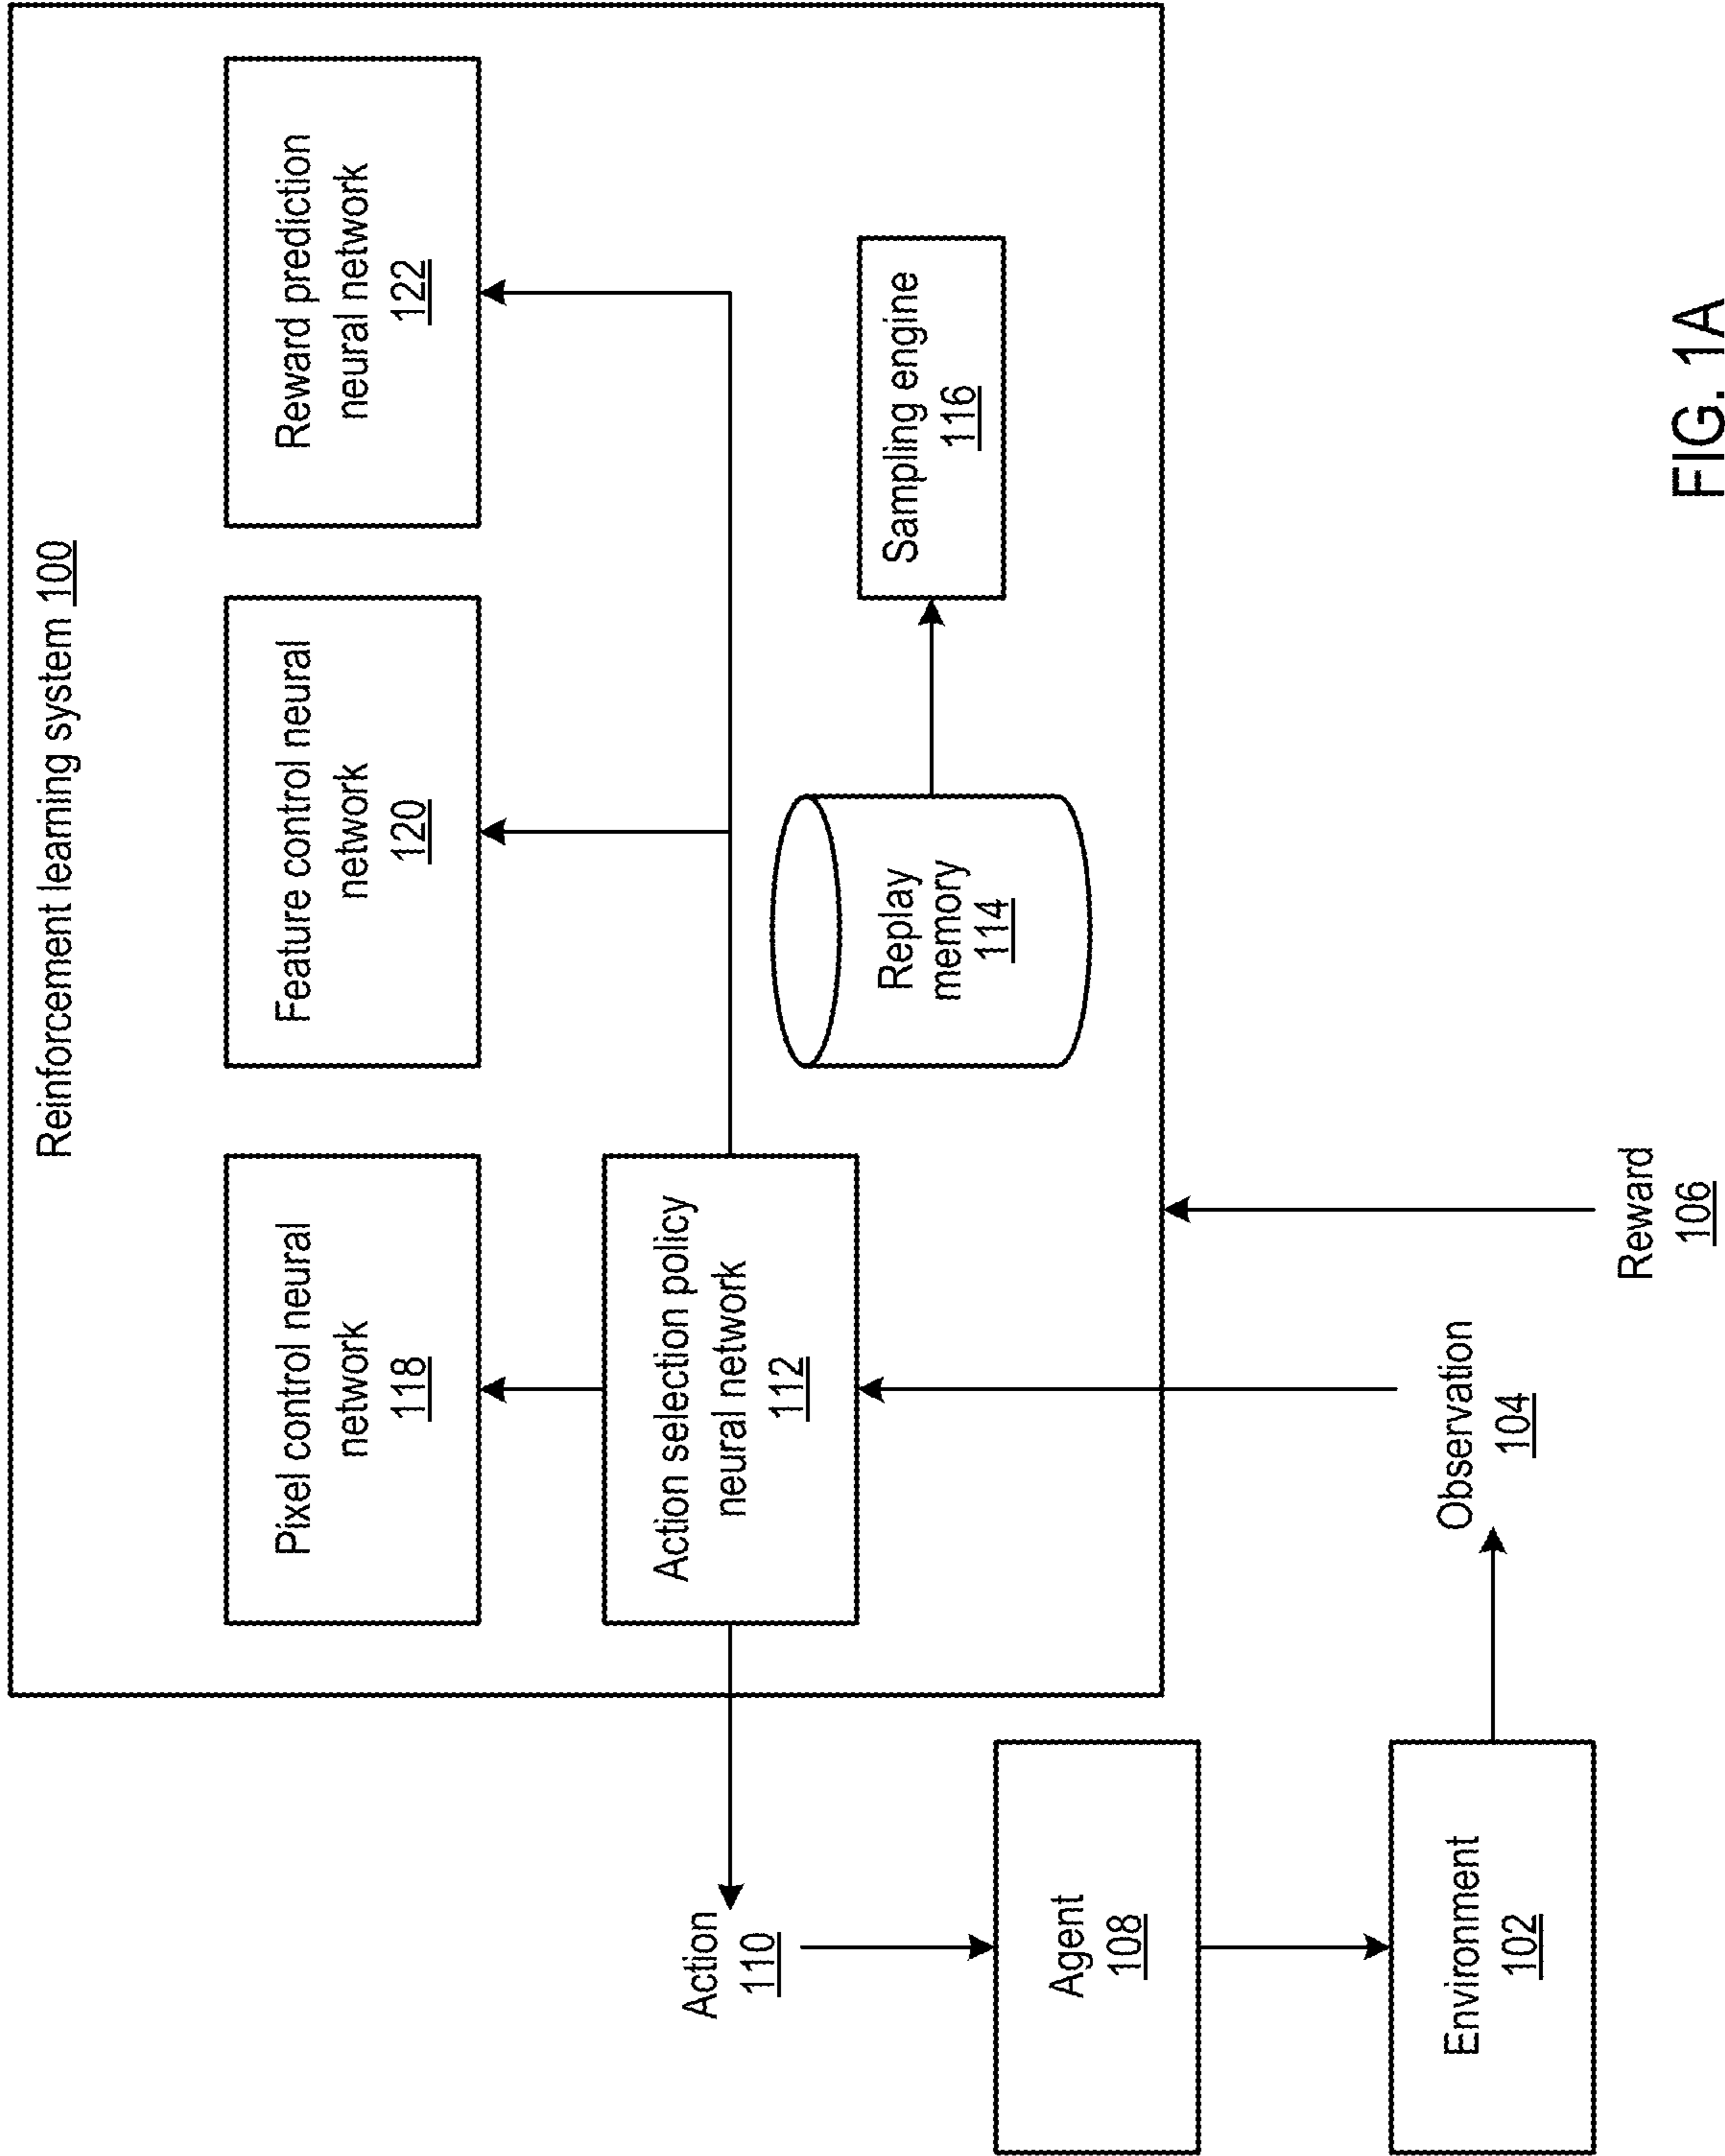 Reinforcement learning system 100
Pixel control neural
network
118
Feature control neural
network
120
Reward prediction
neural network
122
Action selection policy
neural network
112
Action
110
Replay
memory
114
Sampling engine
116
Agent
108
Environment
102
Observation
104
Reward
106
FIG. 1A